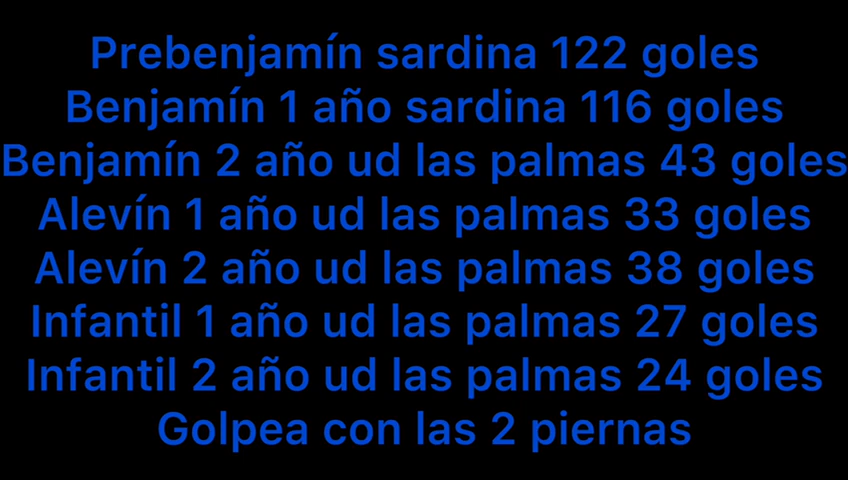 Prebenjamín sardina 122 goles
Benjamín 1 año sardina 116 goles
Benjamín 2 año ud las palmas 43 goles
Alevín 1 año ud las palmas 33 goles
Alevín 2 año ud las palmas 38 goles
Infantil 1 año ud las palmas 27 goles
Infantil 2 año ud las palmas 24 goles
Golpea con las 2 piernas